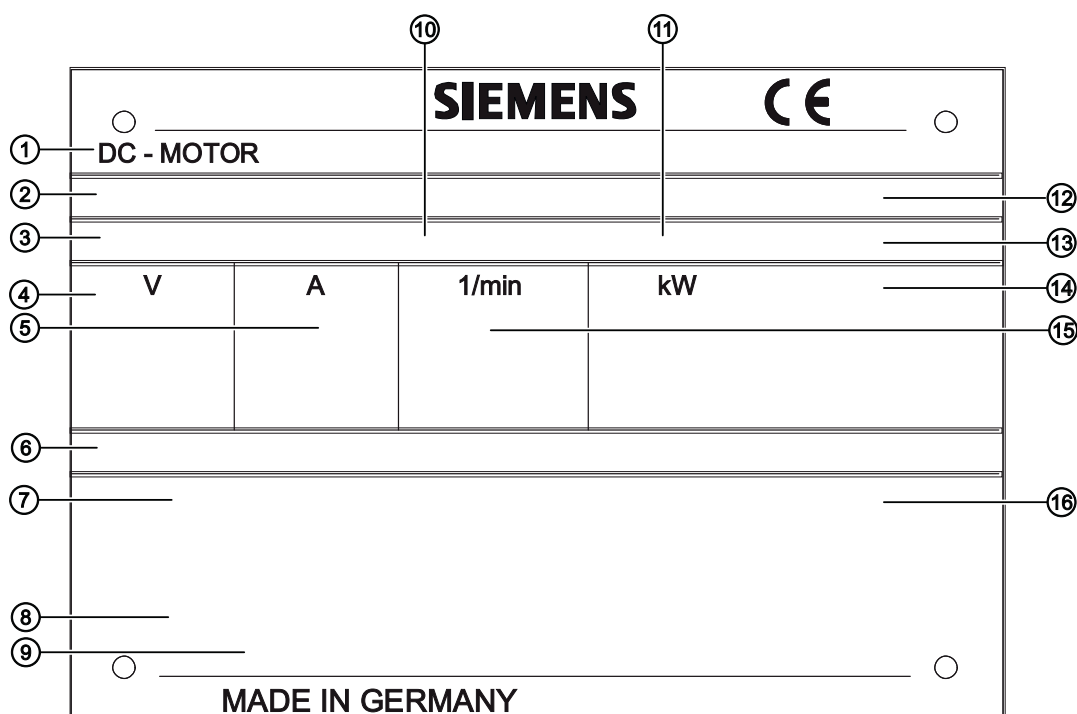 ⑩ ⑪
SIEMENS CE
① DC - MOTOR
② ⑫
③ ⑬
④ V A 1/min kW ⑭
⑤ ⑮
⑥
⑦ ⑯
⑧
⑨
MADE IN GERMANY